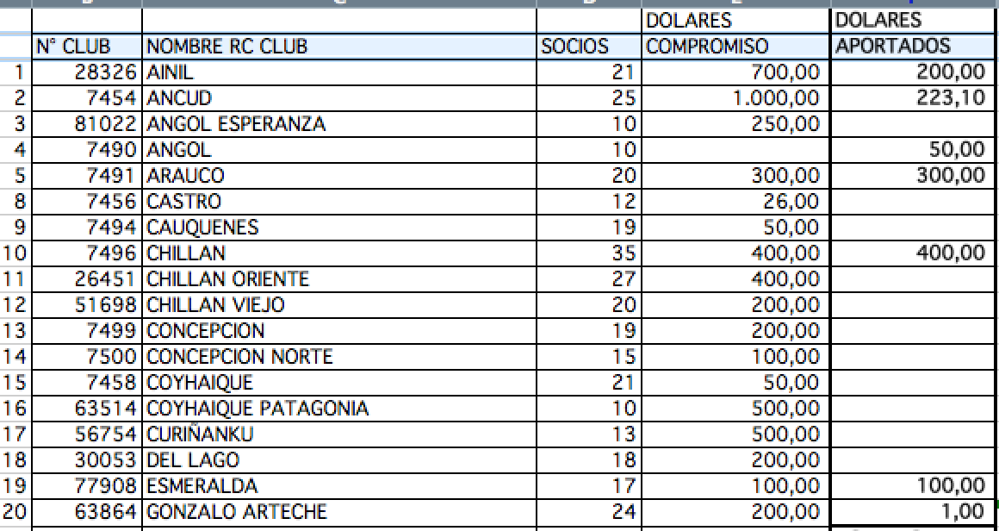 DOLARES DOLARES
N° CLUB NOMBRE RC CLUB SOCIOS COMPROMISO APORTADOS
1 28326 AINIL 21 700,00 200,00
2 7454 ANCUD 25 1.000,00 223,10
3 81022 ANGOL ESPERANZA 10 250,00
4 7490 ANGOL 10 50,00
5 7491 ARAUCO 20 300,00 300,00
8 7456 CASTRO 12 26,00
9 7494 CAUQUENES 19 50,00
10 7496 CHILLAN 35 400,00 400,00
11 26451 CHILLAN ORIENTE 27 400,00
12 51698 CHILLAN VIEJO 20 200,00
13 7499 CONCEPCION 19 200,00
14 7500 CONCEPCION NORTE 15 100,00
15 7458 COYHAIQUE 21 50,00
16 63514 COYHAIQUE PATAGONIA 10 500,00
17 56754 CURIÑANKU 13 500,00
18 30053 DEL LAGO 18 200,00
19 77908 ESMERALDA 17 100,00 100,00
20 63864 GONZALO ARTECHE 24 200,00 1,00